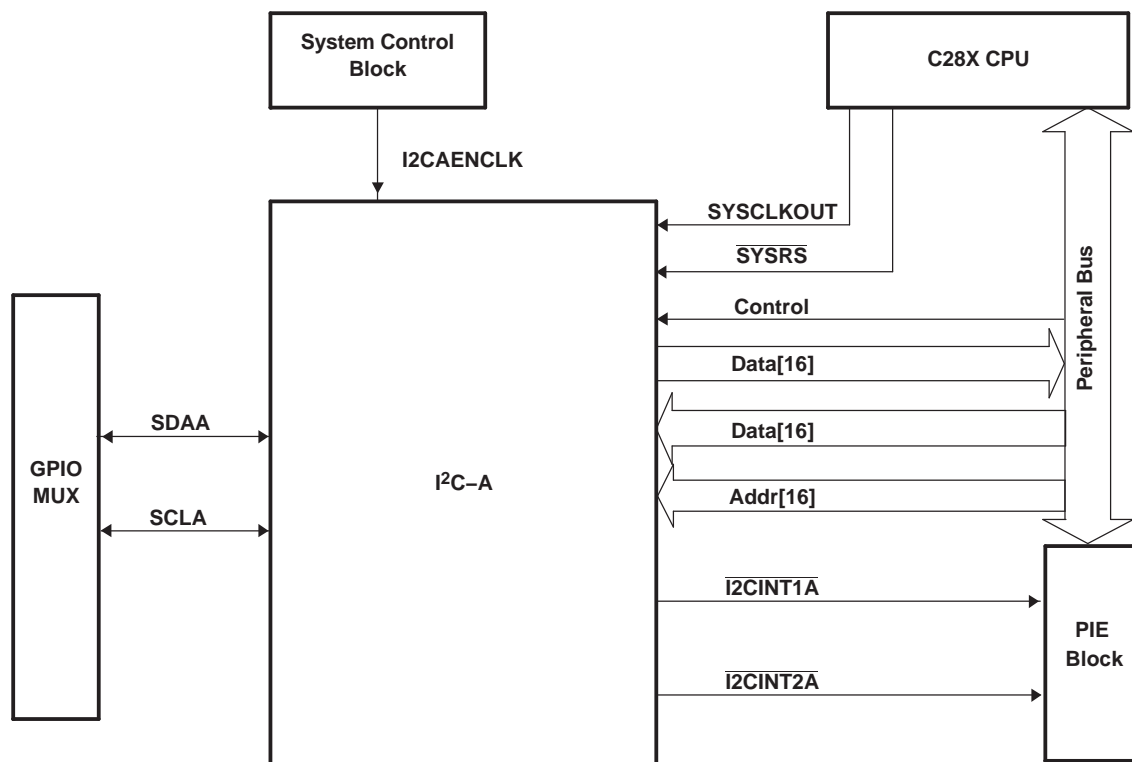 System Control
Block
C28X CPU
I2CAENCLK
SYSCLKOUT
SYSRS
Control
Data[16]
Data[16]
Addr[16]
Peripheral Bus
SDAA
SCLA
GPIO
MUX
I²C–A
I2CINT1A
I2CINT2A
PIE
Block